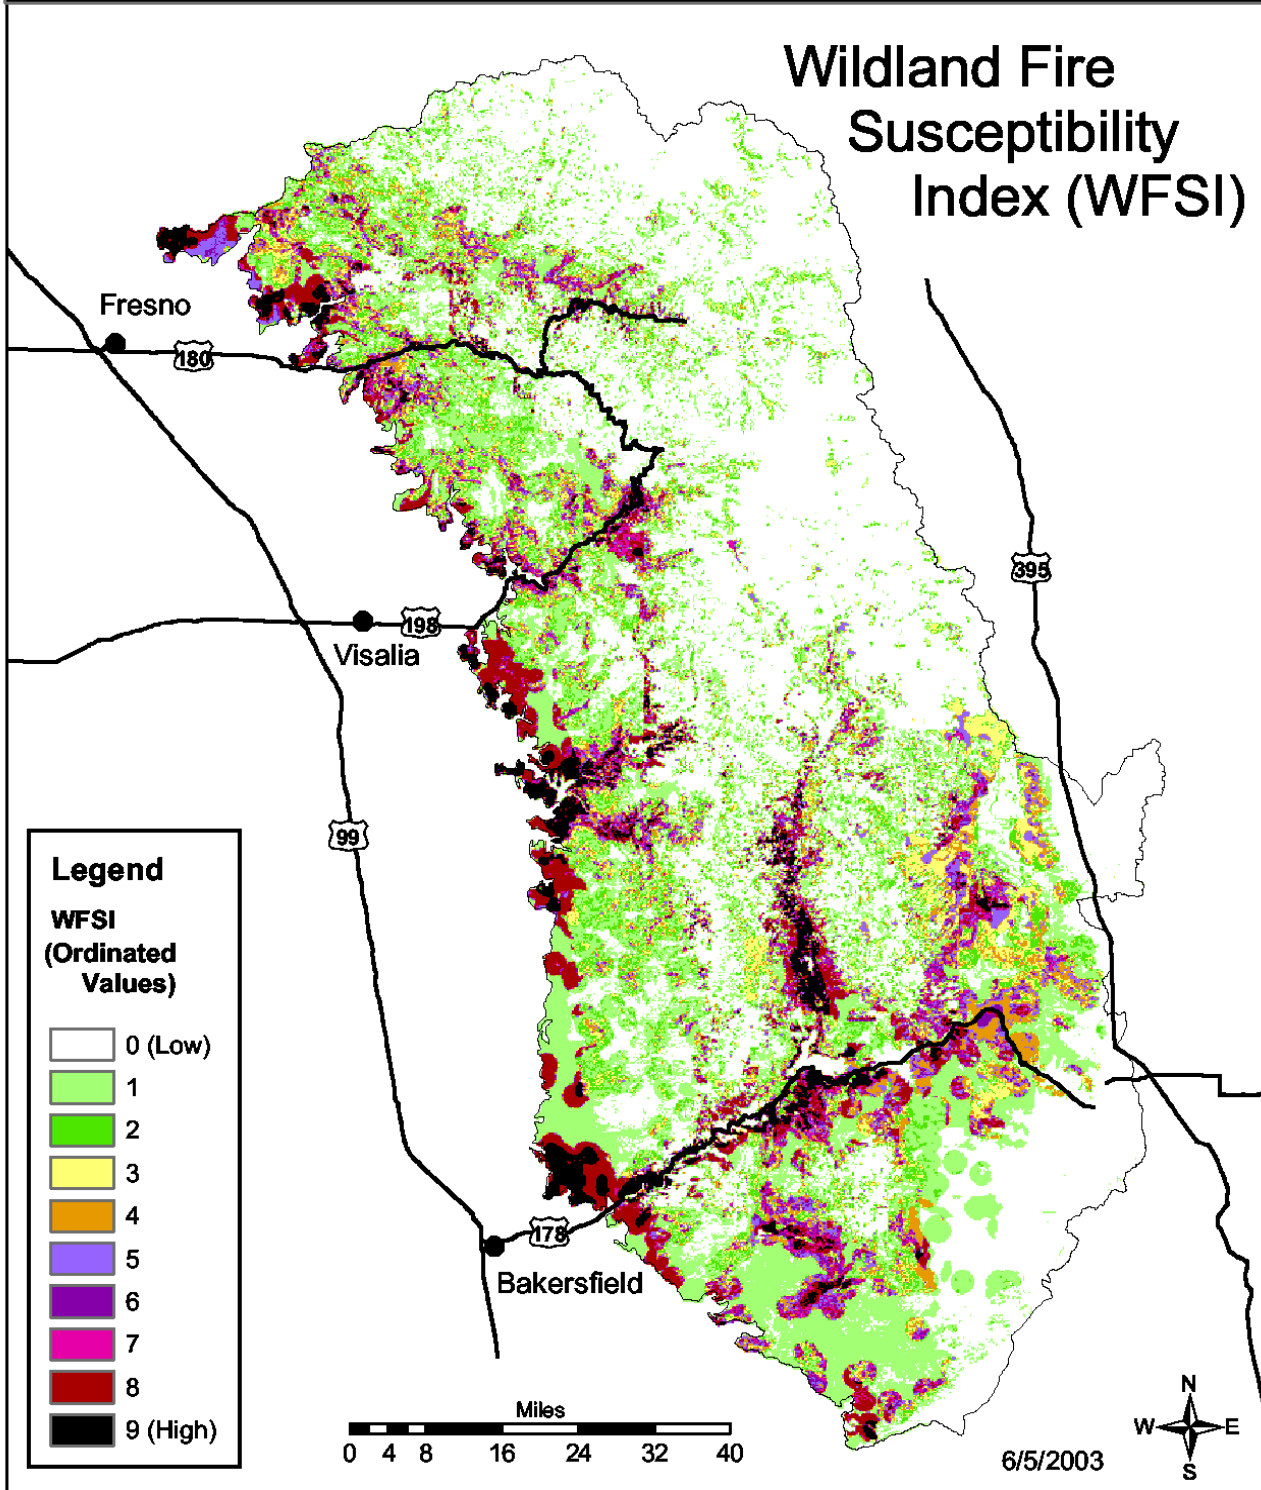 Wildland Fire
Susceptibility
Index (WFSI)
Fresno
180
395
198
Visalia
99
Legend
WFSI
(Ordinated
Values)
0 (Low)
1
2
3
4
5
6
7
8
9 (High)
178
Bakersfield
Miles
0 4 8 16 24 32 40
6/5/2003
N
W E
S